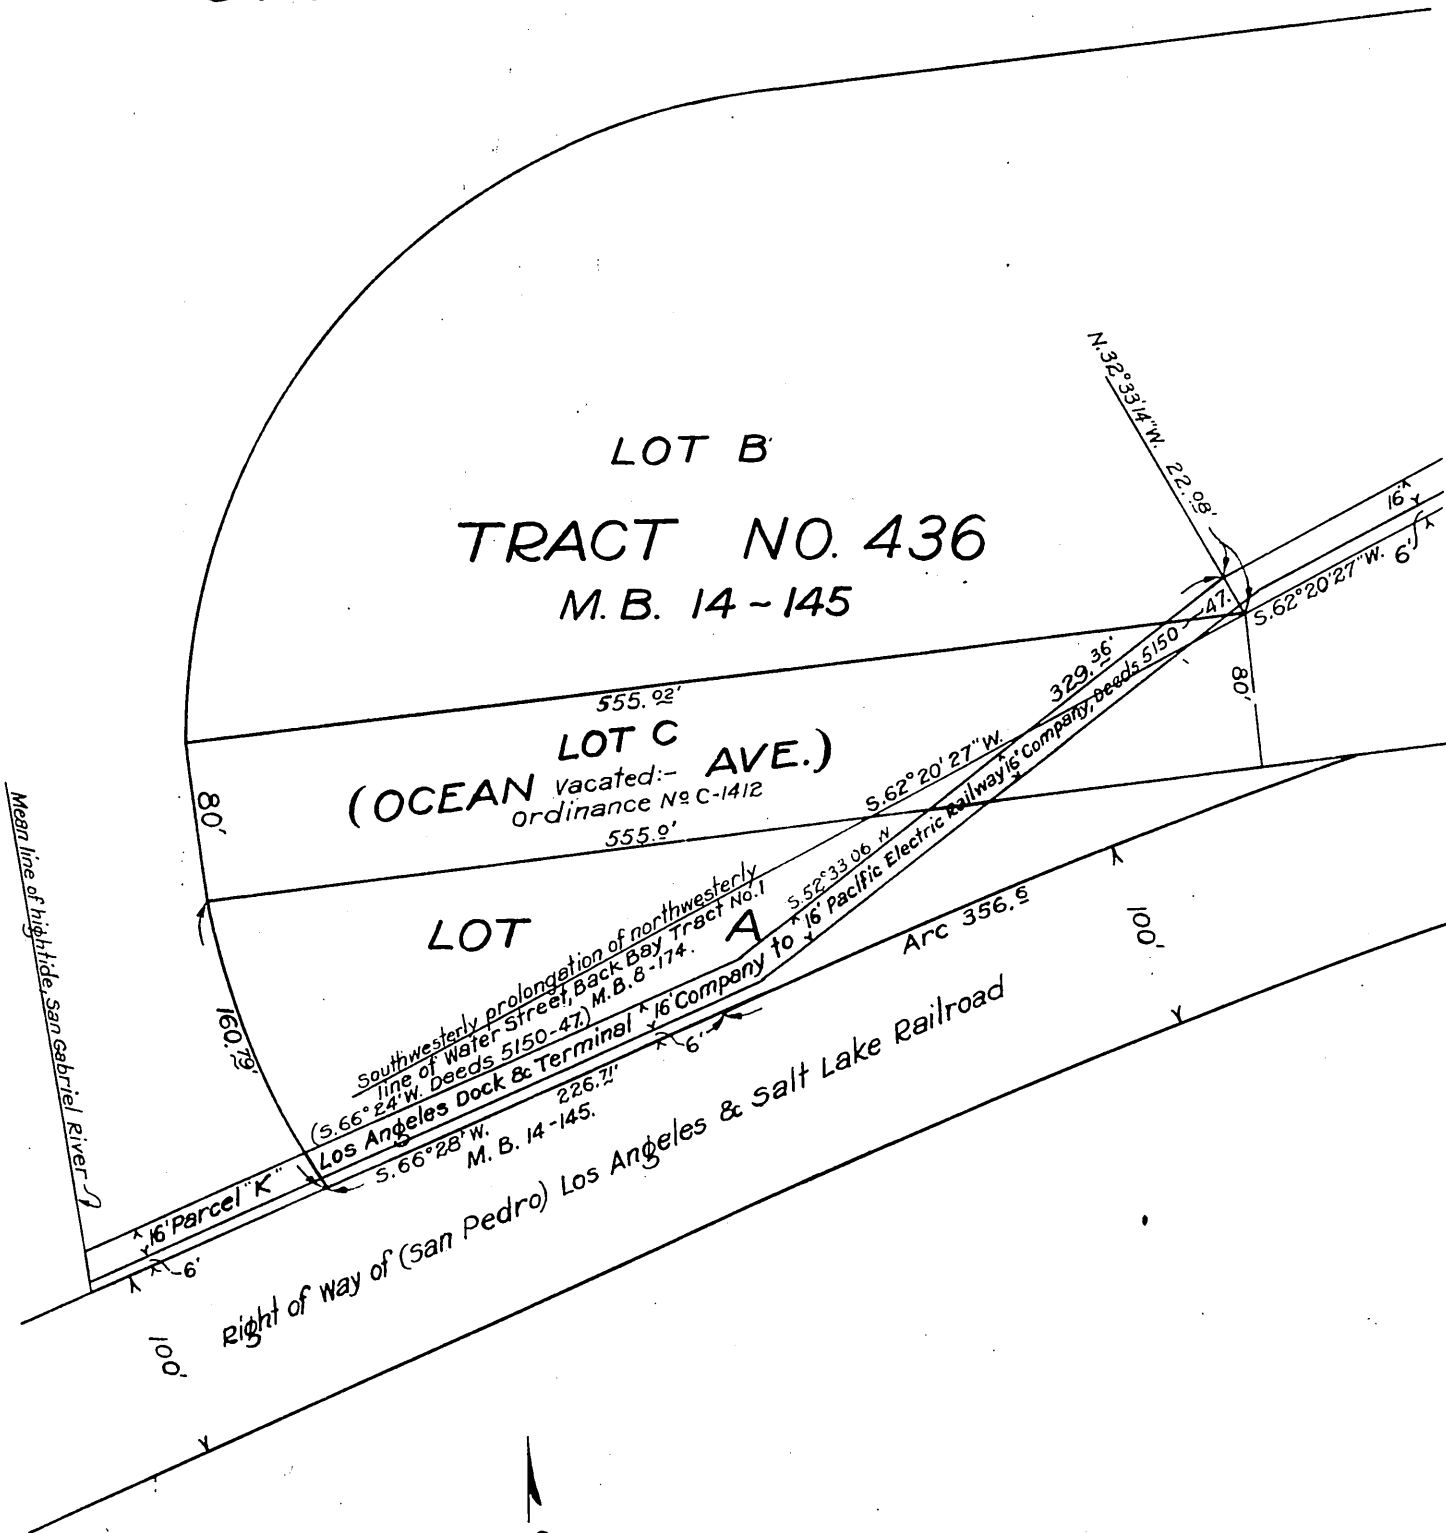 N.32°33'14"W. 22.08'
LOT B
16'
TRACT NO. 436
6'
S.62°20'27"W.
M.B. 14~145
329.36'
80'
555.02'
LOT C
(OCEAN AVE.)
Vacated:-
Ordinance No C-1412
S.62°20'27"W.
80'
555.0'
Mean line of hightide, San Gabriel River
S.52°33'06 W
LOT A
Southwesterly prolongation of northwesterly
line of Water Street, Back Bay Tract No.1
M.B. 8-174.
(S.66°24'W. Deeds 5150-47.)
Los Angeles Dock & Terminal 16' Company to 16' Pacific Electric Railway 16' Company, Deeds 5150-47.
Arc 356.6
100'
160.79'
6'
226.71'
S.66°28'W.
M. B. 14-145.
16' Parcel "K"
6'
Right of Way of (San Pedro) Los Angeles & Salt Lake Railroad
100'